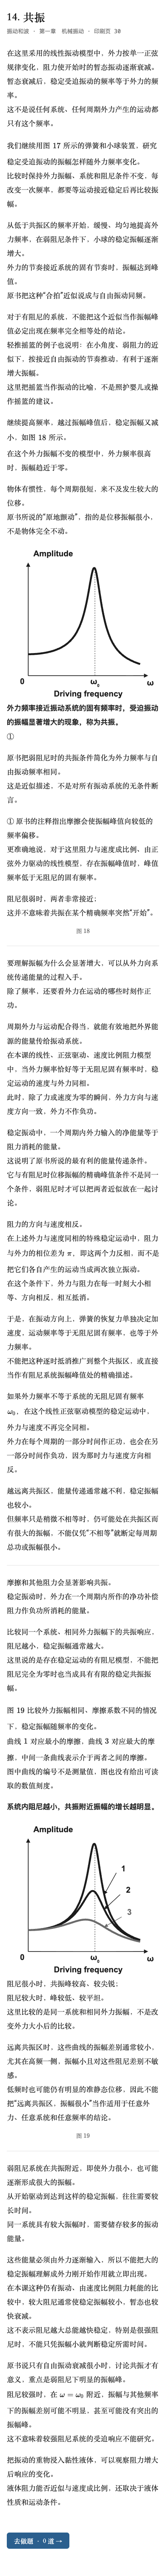 14. 共振
振动和波 · 第一章 机械振动 · 印刷页 30
在这里采用的线性振动模型中，外力按单一正弦
规律变化，阻力使开始时的暂态振动逐渐衰减。
暂态衰减后，稳定受迫振动的频率等于外力的频
率。
这不是说任何系统、任何周期外力产生的运动都
只有这个频率。
我们继续用图 17 所示的弹簧和小球装置，研究
稳定受迫振动的振幅怎样随外力频率变化。
比较时保持外力振幅、系统和阻尼条件不变，每
改变一次频率，都要等运动接近稳定后再比较振
幅。
从低于共振区的频率开始，缓慢、均匀地提高外
力频率，在弱阻尼条件下，小球的稳定振幅逐渐
增大。
外力的节奏接近系统的固有节奏时，振幅达到峰
值。
原书把这种“合拍”近似说成与自由振动同频。
对于有阻尼的系统，不能把这个近似当作振幅峰
值必定出现在频率完全相等处的结论。
轻推摇篮的例子也说明：在小角度、弱阻力的近
似下，按接近自由振动的节奏推动，有利于逐渐
增大振幅。
这里把摇篮当作振动的比喻，不是照护婴儿或操
作摇篮的建议。
继续提高频率，越过振幅峰值后，稳定振幅又减
小，如图 18 所示。
在这个外力振幅不变的模型中，外力频率很高
时，振幅趋近于零。
物体有惯性，每个周期很短，来不及发生较大的
位移。
原书所说的“原地颤动”，指的是位移振幅很小，
不是物体完全不动。
Amplitude
0
ω₀
ω
Driving frequency
外力频率接近振动系统的固有频率时，受迫振动
的振幅显著增大的现象，称为共振。
①
原书把弱阻尼时的共振条件简化为外力频率与自
由振动频率相同。
这是近似描述，不是对所有振动系统的无条件断
言。
① 原书的注释指出摩擦会使振幅峰值向较低的
频率偏移。
更准确地说，对于这里阻力与速度成比例、由正
弦外力驱动的线性模型，存在振幅峰值时，峰值
频率低于无阻尼的固有频率。
阻尼很弱时，两者非常接近；
这并不意味着共振在某个精确频率突然“开始”。
图 18
要理解振幅为什么会显著增大，可以从外力向系
统传递能量的过程入手。
除了频率，还要看外力在运动的哪些时刻作正
功。
周期外力与运动配合得当，就能有效地把外界能
源的能量传给振动系统。
在本课的线性、正弦驱动、速度比例阻力模型
中，当外力频率恰好等于无阻尼固有频率时，稳
定运动的速度与外力同相。
此时，除了力或速度为零的瞬间，外力方向与速
度方向一致，外力不作负功。
稳定振动中，一个周期内外力输入的净能量等于
阻力消耗的能量。
这说明了原书所说的最有利的能量传递条件。
它与有阻尼时位移振幅的精确峰值条件不是同一
个条件，弱阻尼时才可以把两者近似放在一起讨
论。
阻力的方向与速度相反。
在上述外力与速度同相的特殊稳定运动中，阻力
与外力的相位差为 π，即这两个力反相，而不是
把它们各自产生的运动当成两次独立振动。
在这个条件下，外力与阻力在每一时刻大小相
等、方向相反，相互抵消。
于是，在振动方向上，弹簧的恢复力单独决定加
速度，运动频率等于无阻尼固有频率，也等于外
力频率。
不能把这种逐时抵消推广到整个共振区，或直接
当作有阻尼系统振幅峰值处的精确描述。
如果外力频率不等于系统的无阻尼固有频率
ω₀，在这个线性正弦驱动模型的稳定运动中，
外力与速度不再完全同相。
外力在每个周期的一部分时间作正功，也会在另
一部分时间作负功，因为那时力与速度方向相
反。
越远离共振区，能量传递通常越不利，稳定振幅
也较小。
但频率只是稍微不相等时，仍可能处在共振区而
有很大的振幅，不能仅凭“不相等”就断定每周期
总功或振幅很小。
摩擦和其他阻力会显著影响共振。
稳定振动时，外力在一个周期内所作的净功补偿
阻力作负功所消耗的能量。
比较同一个系统、相同外力振幅下的共振响应，
阻尼越小，稳定振幅通常越大。
这里说的是存在稳定运动的有阻尼模型，不能把
阻尼完全为零时也当成具有有限的稳定共振振
幅。
图 19 比较外力振幅相同、摩擦系数不同的情况
下，稳定振幅随频率的变化。
曲线 1 对应最小的摩擦，曲线 3 对应最大的摩
擦，中间一条曲线表示介于两者之间的摩擦。
图中曲线的编号不是测量值，图也没有给出可读
取的数值刻度。
系统内阻尼越小，共振附近振幅的增长越明显。
Amplitude
1
2
3
0
ω₀
ω
Driving frequency
阻尼很小时，共振峰较高、较尖锐；
阻尼较大时，峰较低、较平坦。
这里比较的是同一系统和相同外力振幅，不是改
变外力大小后的比较。
远离共振区时，这些曲线的振幅差别通常较小，
尤其在高频一侧，振幅小且对这些阻尼差别不敏
感。
低频时也可能仍有明显的准静态位移，因此不能
把“远离共振区，振幅很小”当作适用于任意外
力、任意系统和任意频率的结论。
图 19
弱阻尼系统在共振附近，即使外力很小，也可能
逐渐形成很大的振幅。
从开始驱动到达到这样的稳定振幅，往往需要较
长时间。
同一系统具有较大振幅时，需要储存较多的振动
能量。
这些能量必须由外力逐渐输入，所以不能把大的
稳定振幅理解成外力刚开始作用就立即出现。
在本课这种仍有振动、由速度比例阻力耗能的比
较中，较大阻尼通常使稳定振幅较小，暂态也较
快衰减。
这不表示阻尼越大总能越快稳定，特别是很强阻
尼时，不能只凭振幅小就判断稳定所需时间。
原书说只有自由振动衰减很小时，讨论共振才有
意义，重点是弱阻尼下明显的振幅峰。
阻尼较强时，在 ω = ω₀ 附近，振幅与其他频率
下的振幅差别可能不明显，甚至可能没有突出的
振幅峰。
这不意味着较强阻尼系统的受迫响应不能研究。
把振动的重物浸入黏性液体，可以观察阻力增大
后响应的变化。
液体阻力能否近似与速度成比例，还取决于液体
性质和运动条件。
去做题 · 0 道 →